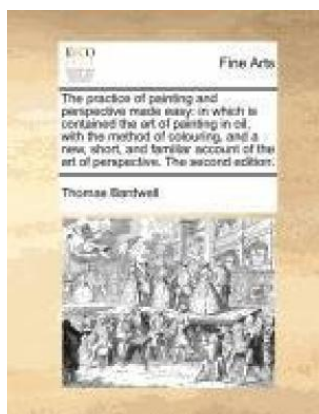 ECCO
Fine Arts
The practice of painting and
perspective made easy: in which is
contained the art of painting in oil,
with the method of colouring, and a
new, short, and familiar account of the
art of perspective. The second edition.
Thomas Bardwell